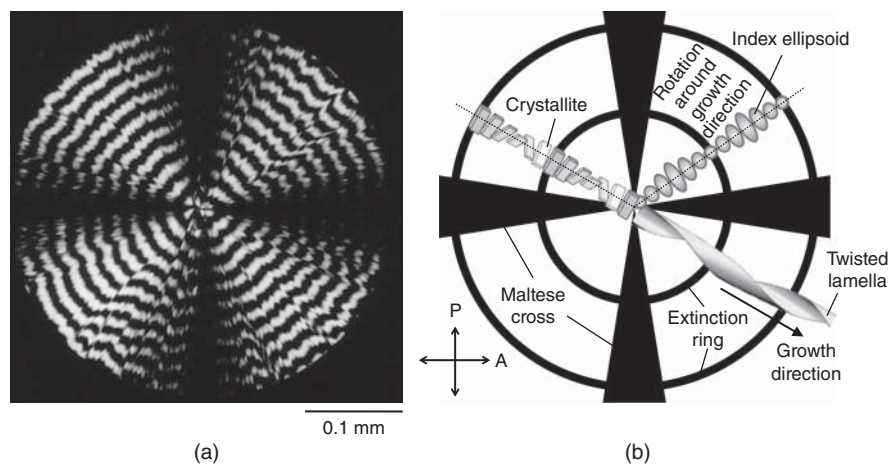 0.1 mm
(a)
Rotation
around
growth
direction
Index ellipsoid
Crystallite
Twisted
lamella
Maltese
cross
Extinction
ring
Growth
direction
P
A
(b)